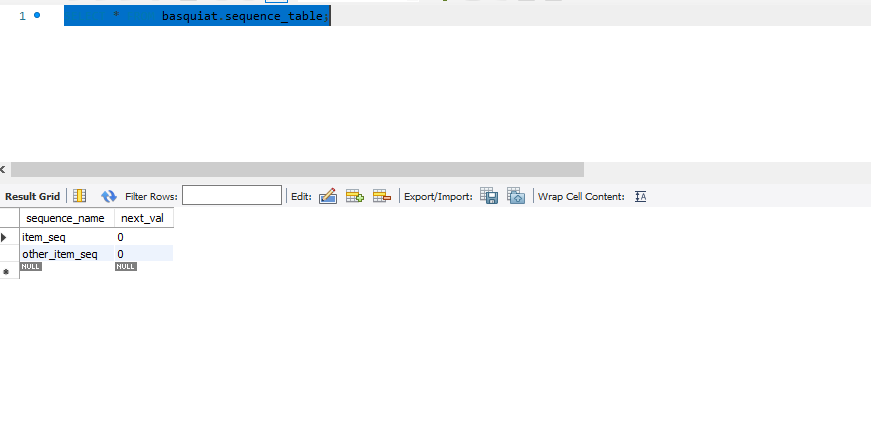 1 * basquiat.sequence_table;
Result Grid Filter Rows: Edit: Export/Import: Wrap Cell Content:
sequence_name next_val
item_seq 0
other_item_seq 0
NULL NULL